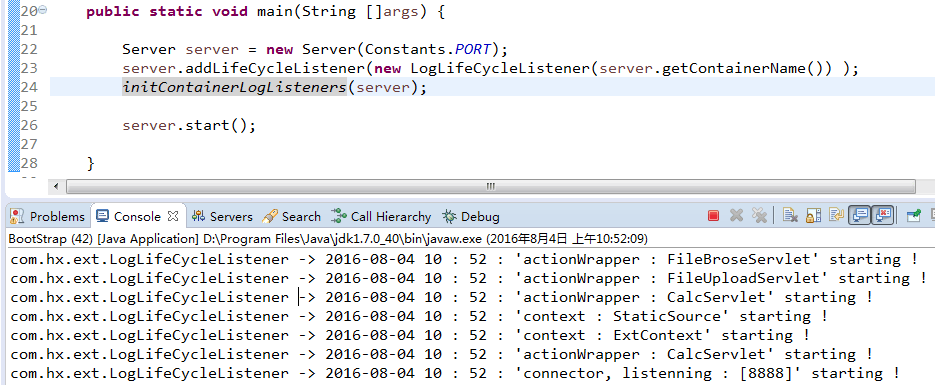 20 public static void main(String []args) {
21
22 Server server = new Server(Constants.PORT);
23 server.addLifeCycleListener(new LogLifeCycleListener(server.getContainerName()) );
24 initContainerLogListeners(server);
25
26 server.start();
27
28 }
Problems Console Servers Search Call Hierarchy Debug
BootStrap (42) [Java Application] D:\Program Files\Java\jdk1.7.0_40\bin\javaw.exe (2016年8月4日 上午10:52:09)
com.hx.ext.LogLifeCycleListener -> 2016-08-04 10 : 52 : 'actionWrapper : FileBroseServlet' starting !
com.hx.ext.LogLifeCycleListener -> 2016-08-04 10 : 52 : 'actionWrapper : FileUploadServlet' starting !
com.hx.ext.LogLifeCycleListener -> 2016-08-04 10 : 52 : 'actionWrapper : CalcServlet' starting !
com.hx.ext.LogLifeCycleListener -> 2016-08-04 10 : 52 : 'context : StaticSource' starting !
com.hx.ext.LogLifeCycleListener -> 2016-08-04 10 : 52 : 'context : ExtContext' starting !
com.hx.ext.LogLifeCycleListener -> 2016-08-04 10 : 52 : 'actionWrapper : CalcServlet' starting !
com.hx.ext.LogLifeCycleListener -> 2016-08-04 10 : 52 : 'connector, listenning : [8888]' starting !